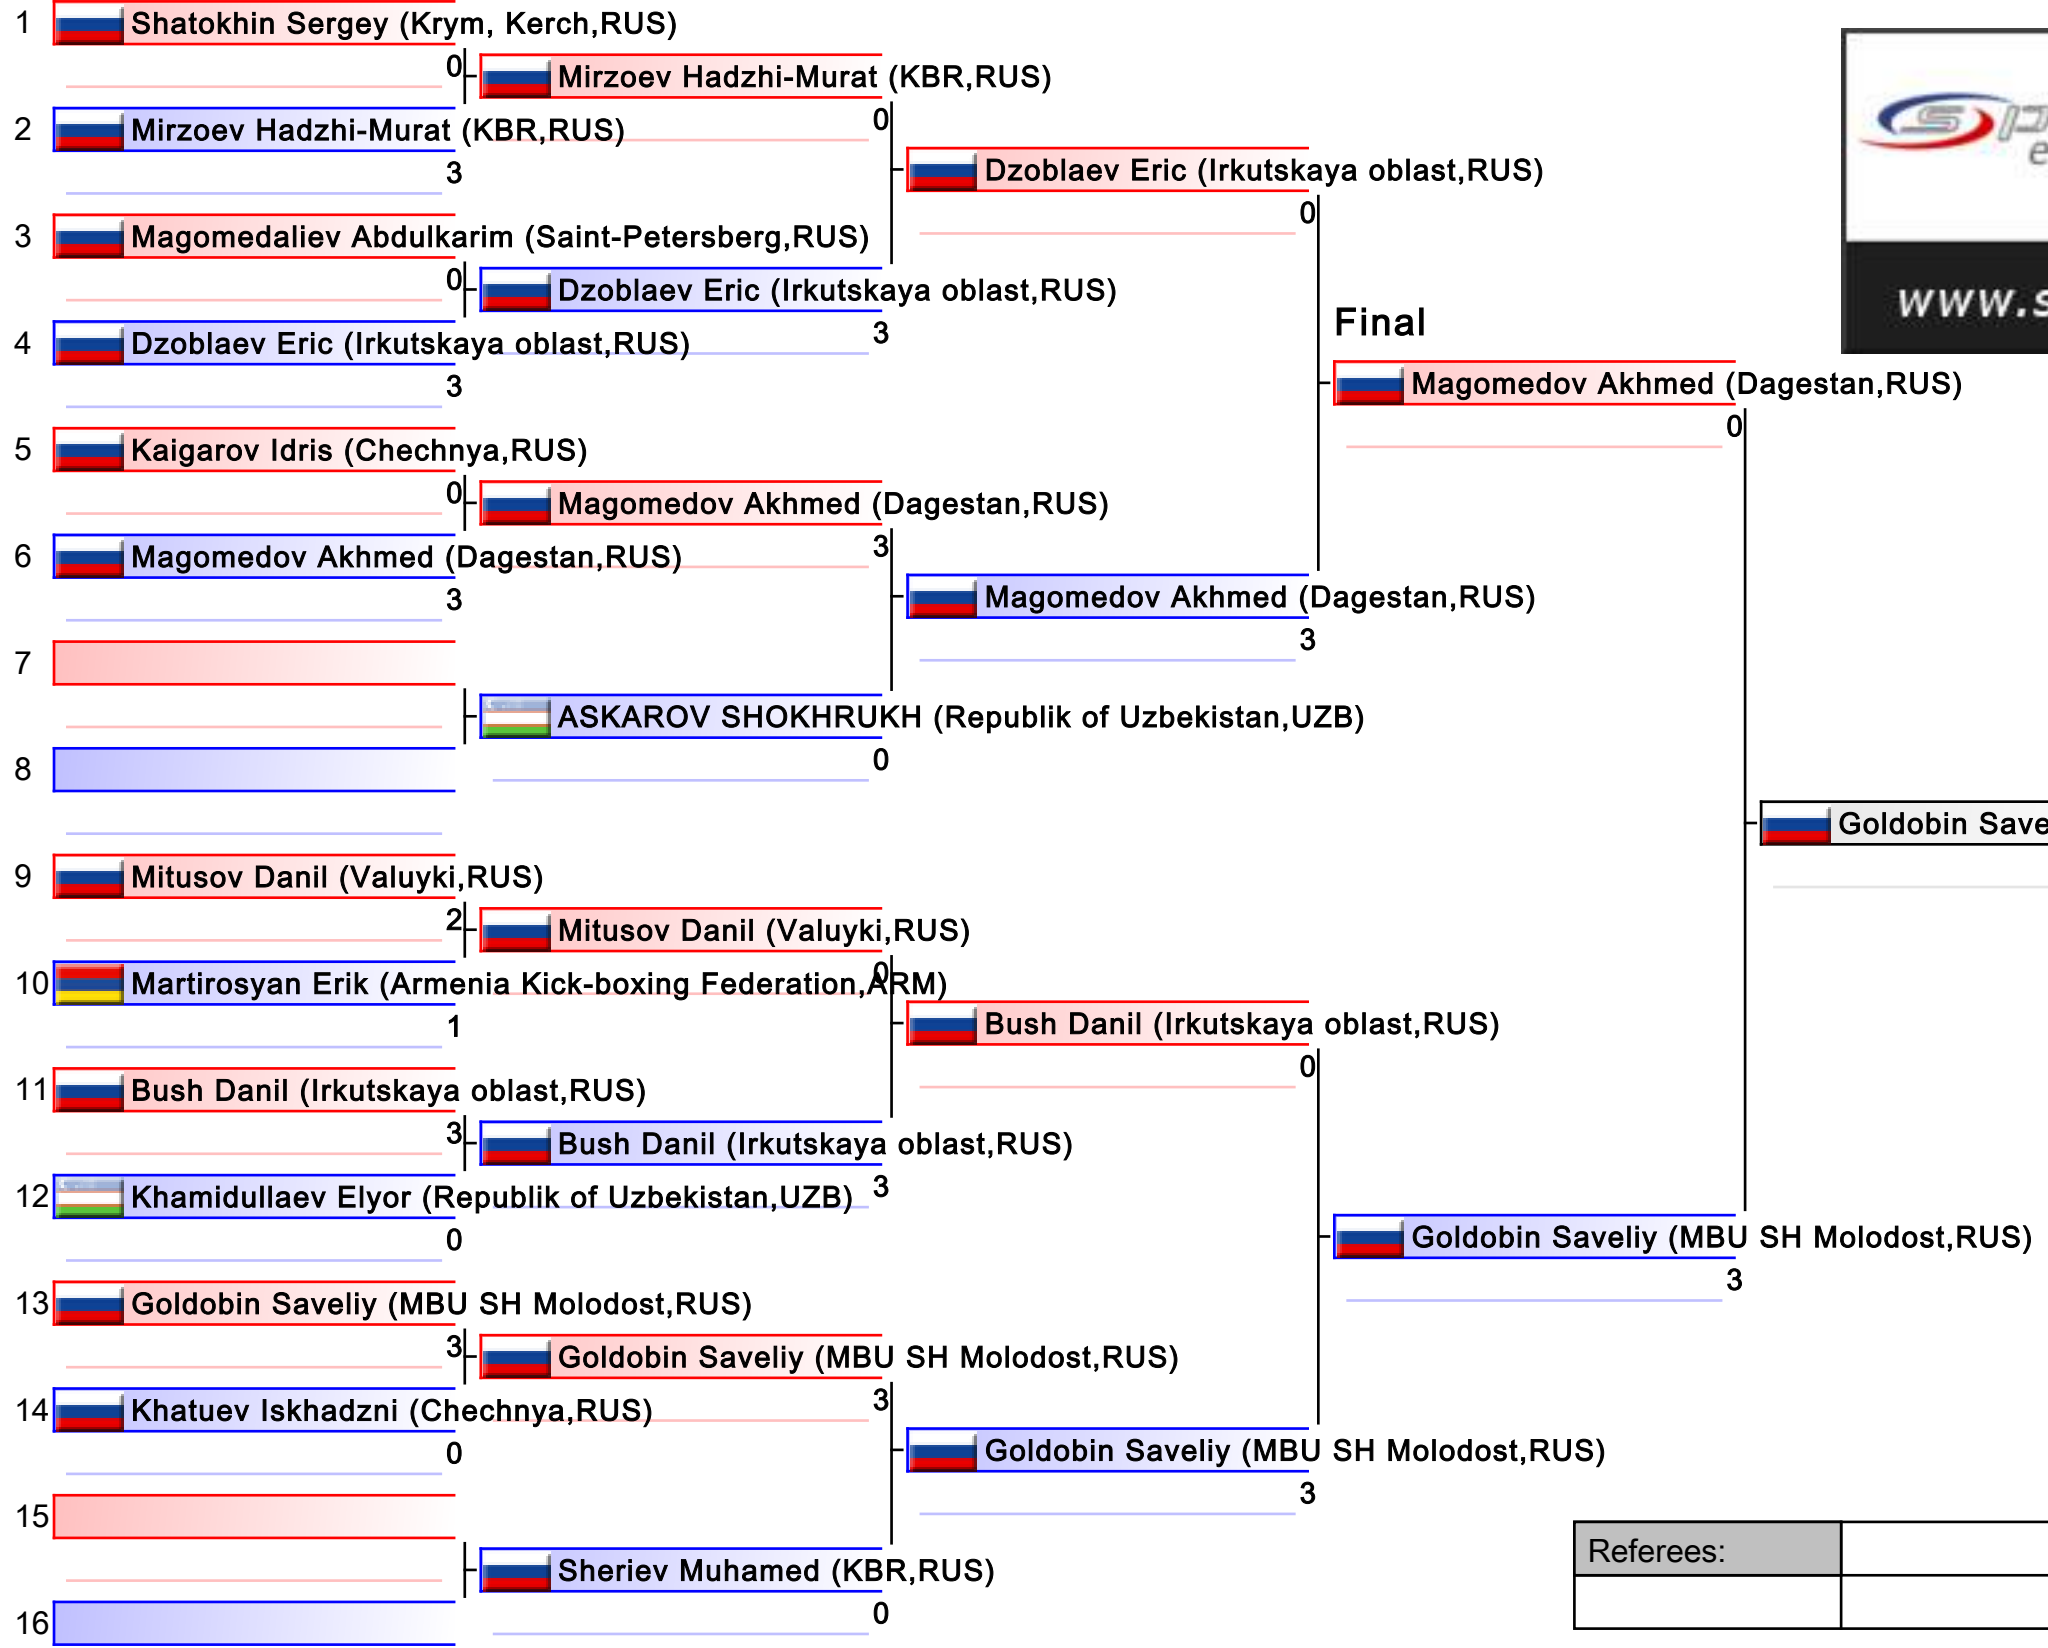 1 Shatokhin Sergey (Krym, Kerch,RUS)
0
Mirzoev Hadzhi-Murat (KBR,RUS)
0
2 Mirzoev Hadzhi-Murat (KBR,RUS)
3
Dzoblaev Eric (Irkutskaya oblast,RUS)
0
3 Magomedaliev Abdulkarim (Saint-Petersberg,RUS)
0
Dzoblaev Eric (Irkutskaya oblast,RUS)
3
4 Dzoblaev Eric (Irkutskaya oblast,RUS)
3
www.s
Final
Magomedov Akhmed (Dagestan,RUS)
0
5 Kaigarov Idris (Chechnya,RUS)
0
Magomedov Akhmed (Dagestan,RUS)
3
6 Magomedov Akhmed (Dagestan,RUS)
3
Magomedov Akhmed (Dagestan,RUS)
3
7
ASKAROV SHOKHRUKH (Republik of Uzbekistan,UZB)
0
8
Goldobin Save
9 Mitusov Danil (Valuyki,RUS)
2
Mitusov Danil (Valuyki,RUS)
0
10 Martirosyan Erik (Armenia Kick-boxing Federation,ARM)
1
Bush Danil (Irkutskaya oblast,RUS)
0
11 Bush Danil (Irkutskaya oblast,RUS)
3
Bush Danil (Irkutskaya oblast,RUS)
3
12 Khamidullaev Elyor (Republik of Uzbekistan,UZB)
0
Goldobin Saveliy (MBU SH Molodost,RUS)
3
13 Goldobin Saveliy (MBU SH Molodost,RUS)
3
Goldobin Saveliy (MBU SH Molodost,RUS)
3
14 Khatuev Iskhadzni (Chechnya,RUS)
0
Goldobin Saveliy (MBU SH Molodost,RUS)
3
15
Sheriev Muhamed (KBR,RUS)
0
16
Referees: